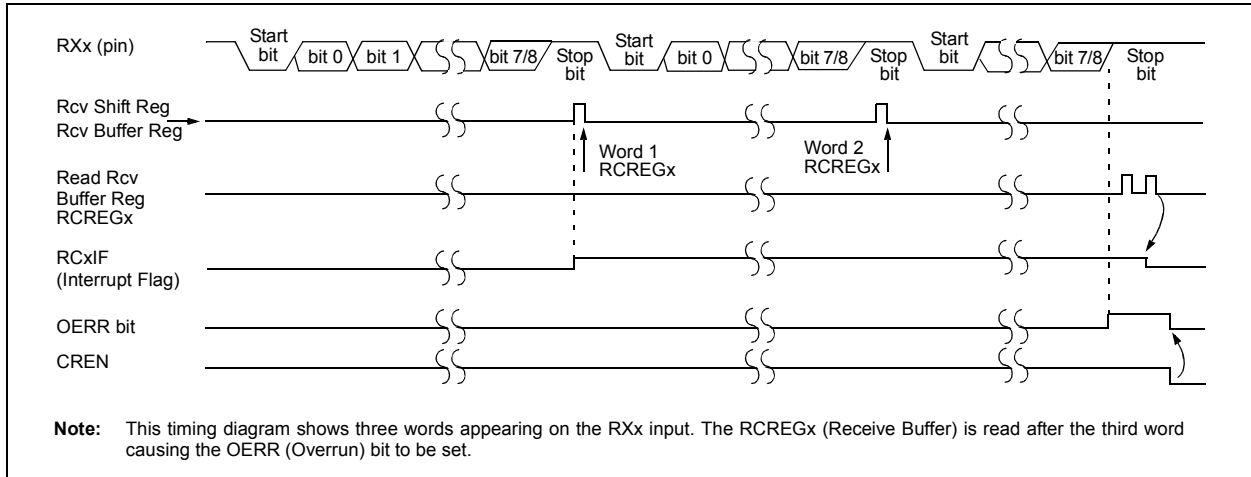 RXx (pin)
Start
bit
bit 0
bit 1
bit 7/8
Stop
bit
Start
bit
bit 0
bit 7/8
Stop
bit
Start
bit
bit 7/8
Stop
bit
Rcv Shift Reg
Rcv Buffer Reg
Word 1
RCREGx
Word 2
RCREGx
Read Rcv
Buffer Reg
RCREGx
RCxIF
(Interrupt Flag)
OERR bit
CREN
Note: This timing diagram shows three words appearing on the RXx input. The RCREGx (Receive Buffer) is read after the third word
causing the OERR (Overrun) bit to be set.